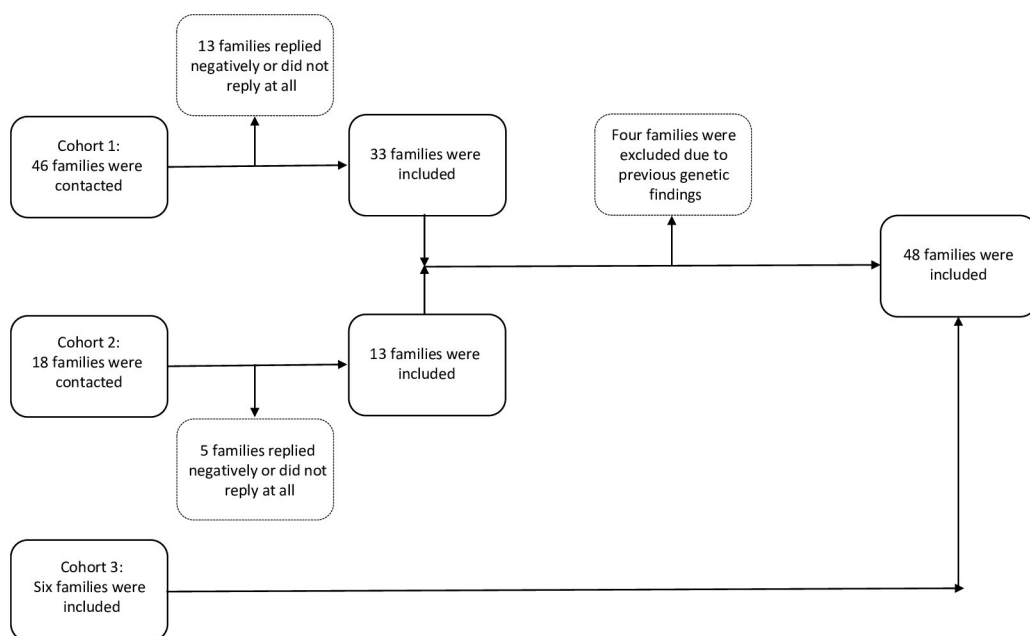 13 families replied
negatively or did not
reply at all
Cohort 1:
46 families were
contacted
33 families were
included
Four families were
excluded due to
previous genetic
findings
48 families were
included
Cohort 2:
18 families were
contacted
13 families were
included
5 families replied
negatively or did not
reply at all
Cohort 3:
Six families were
included